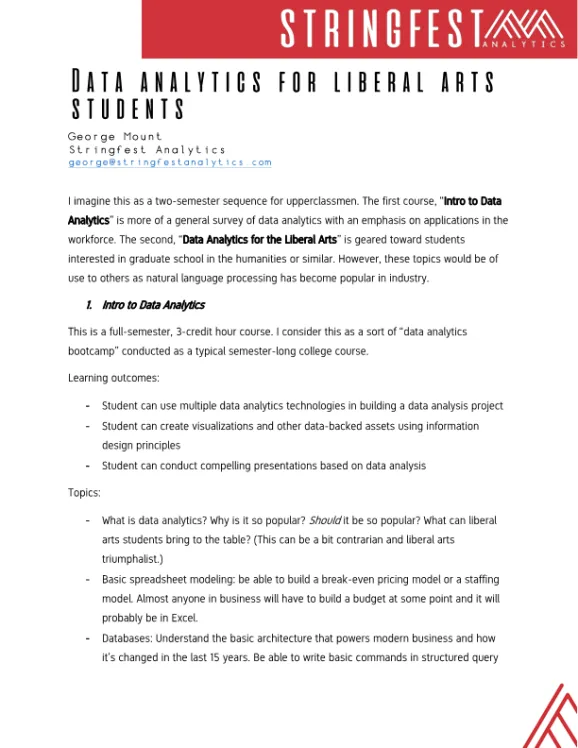 STRINGFEST
ANALYTICS
DATA ANALYTICS FOR LIBERAL ARTS
STUDENTS
George Mount
Stringfest Analytics
george@stringfestanalytics.com
I imagine this as a two-semester sequence for upperclassmen. The first course, "Intro to Data
Analytics" is more of a general survey of data analytics with an emphasis on applications in the
workforce. The second, "Data Analytics for the Liberal Arts" is geared toward students
interested in graduate school in the humanities or similar. However, these topics would be of
use to others as natural language processing has become popular in industry.
1. Intro to Data Analytics
This is a full-semester, 3-credit hour course. I consider this as a sort of "data analytics
bootcamp" conducted as a typical semester-long college course.
Learning outcomes:
- Student can use multiple data analytics technologies in building a data analysis project
- Student can create visualizations and other data-backed assets using information
design principles
- Student can conduct compelling presentations based on data analysis
Topics:
- What is data analytics? Why is it so popular? Should it be so popular? What can liberal
arts students bring to the table? (This can be a bit contrarian and liberal arts
triumphalist.)
- Basic spreadsheet modeling: be able to build a break-even pricing model or a staffing
model. Almost anyone in business will have to build a budget at some point and it will
probably be in Excel.
- Databases: Understand the basic architecture that powers modern business and how
it's changed in the last 15 years. Be able to write basic commands in structured query